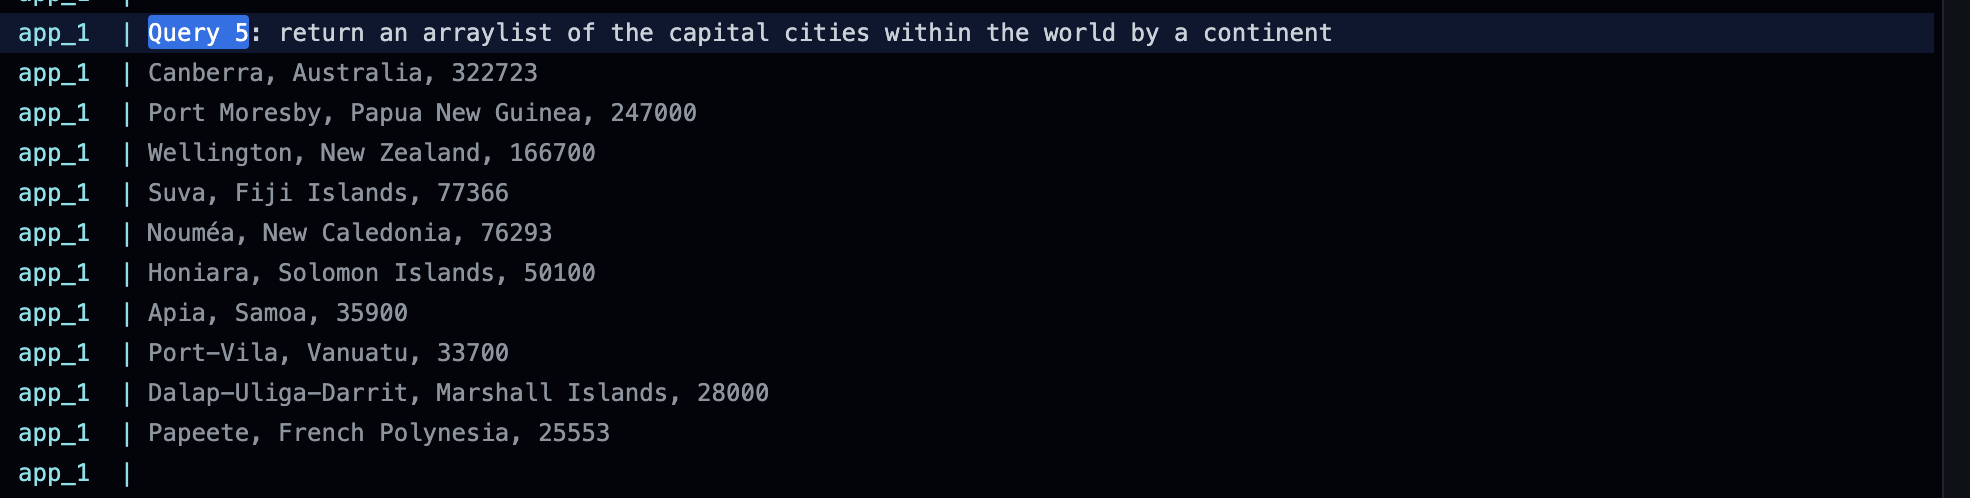 app_1 | Query 5: return an arraylist of the capital cities within the world by a continent
app_1 | Canberra, Australia, 322723
app_1 | Port Moresby, Papua New Guinea, 247000
app_1 | Wellington, New Zealand, 166700
app_1 | Suva, Fiji Islands, 77366
app_1 | Nouméa, New Caledonia, 76293
app_1 | Honiara, Solomon Islands, 50100
app_1 | Apia, Samoa, 35900
app_1 | Port-Vila, Vanuatu, 33700
app_1 | Dalap-Uliga-Darrit, Marshall Islands, 28000
app_1 | Papeete, French Polynesia, 25553
app_1 |